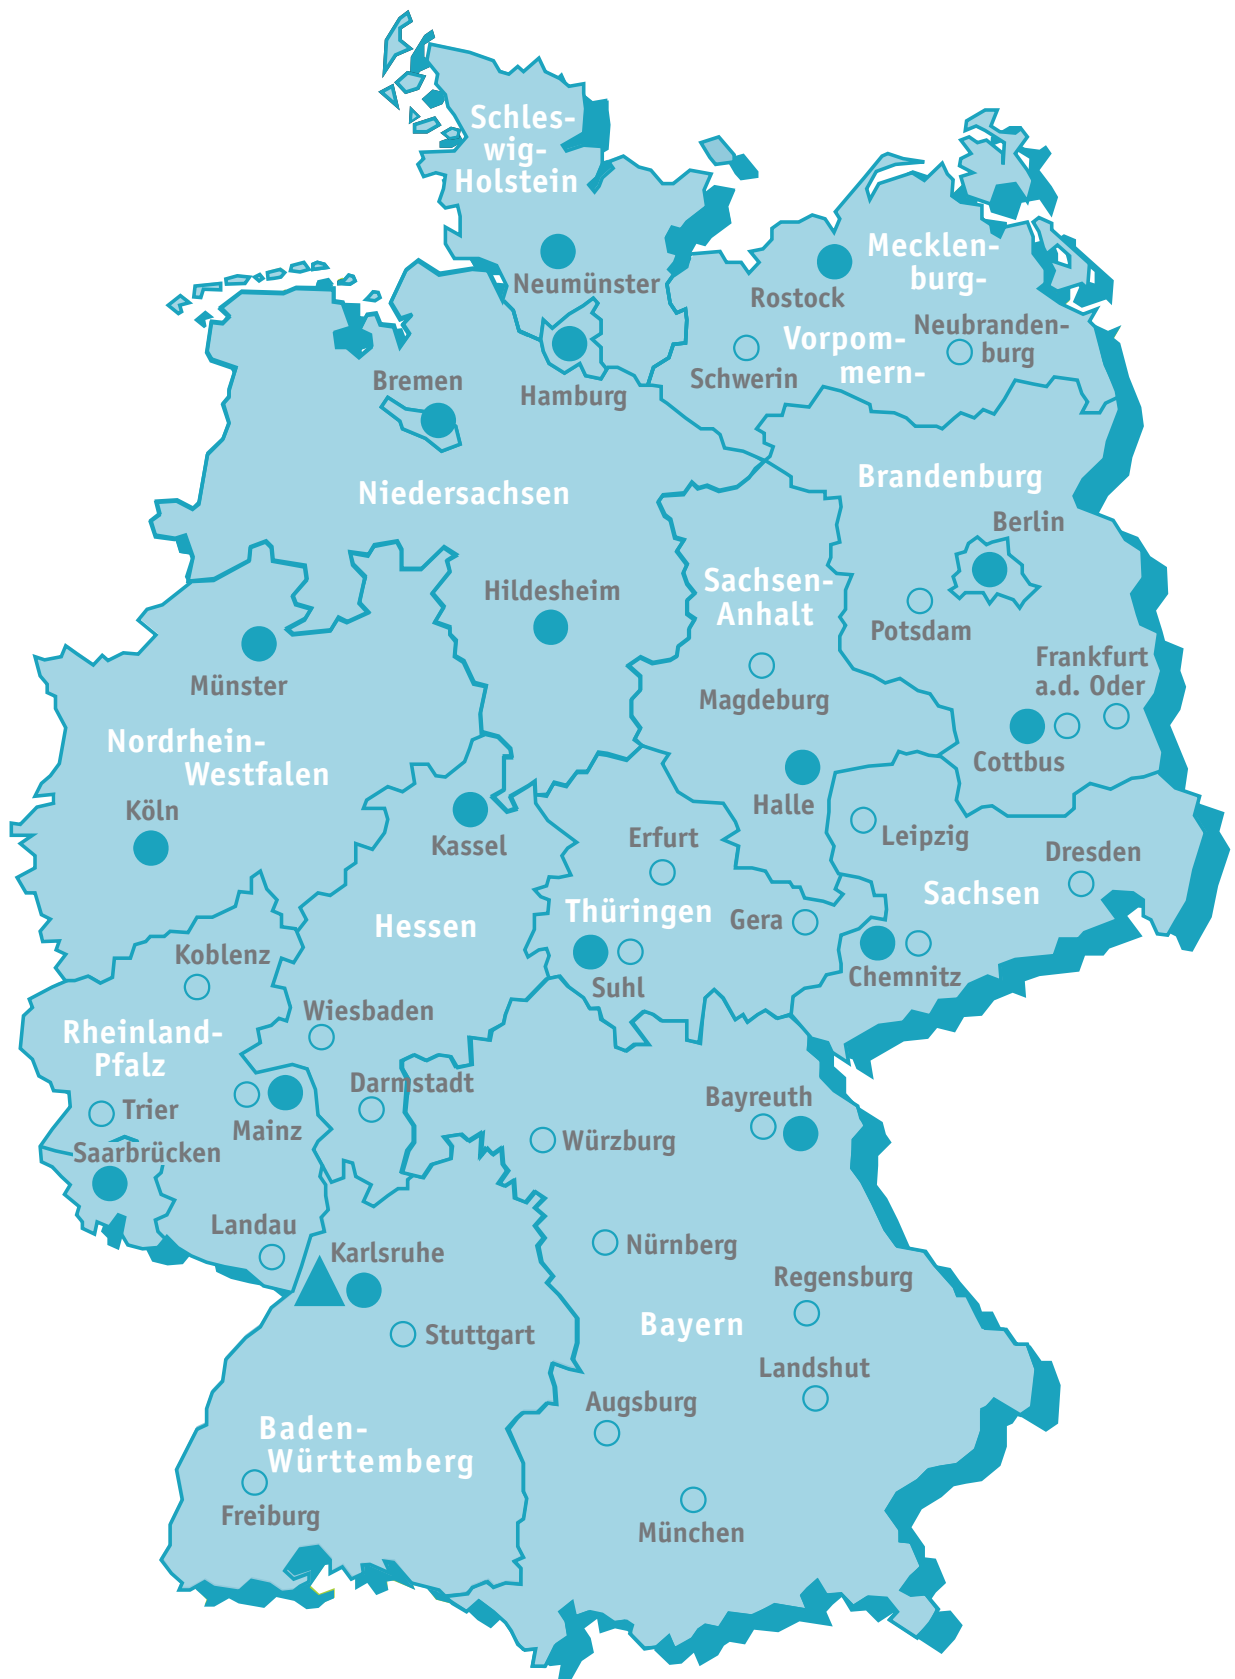 Schles-
wig-
Holstein
Neumünster
Hamburg
Mecklen-
burg-
Vorpom-
mern-
Rostock
Schwerin
Neubranden-
burg
Bremen
Niedersachsen
Hildesheim
Brandenburg
Berlin
Potsdam
Frankfurt
a.d. Oder
Cottbus
Sachsen-
Anhalt
Magdeburg
Halle
Münster
Nordrhein-
Westfalen
Köln
Kassel
Hessen
Wiesbaden
Darmstadt
Erfurt
Thüringen
Gera
Suhl
Leipzig
Dresden
Sachsen
Chemnitz
Koblenz
Rheinland-
Pfalz
Trier
Mainz
Saarbrücken
Landau
Karlsruhe
Stuttgart
Baden-
Württemberg
Freiburg
Bayreuth
Würzburg
Nürnberg
Regensburg
Bayern
Landshut
Augsburg
München